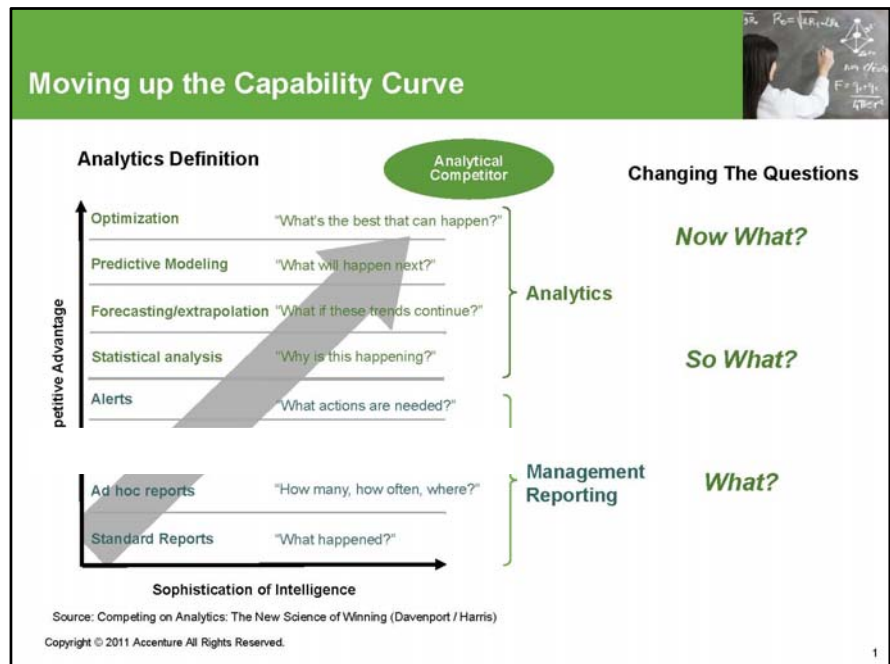 Moving up the Capability Curve
Analytics Definition
Analytical
Competitor
Changing The Questions
Optimization "What's the best that can happen?"
Now What?
Predictive Modeling "What will happen next?"
Analytics
Forecasting/extrapolation "What if these trends continue?"
Statistical analysis "Why is this happening?"
So What?
Alerts "What actions are needed?"
petitive Advantage
Management
Reporting
What?
Ad hoc reports "How many, how often, where?"
Standard Reports "What happened?"
Sophistication of Intelligence
Source: Competing on Analytics: The New Science of Winning (Davenport / Harris)
Copyright © 2011 Accenture All Rights Reserved.
1